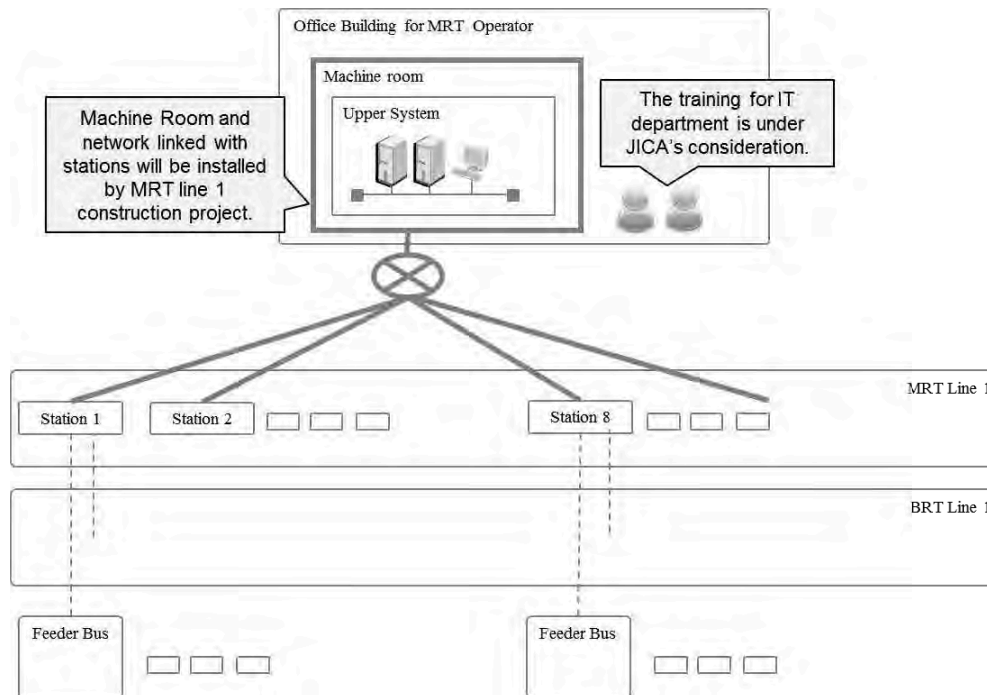 Office Building for MRT Operator
Machine room
Upper System
Machine Room and
network linked with
stations will be installed
by MRT line 1
construction project.
The training for IT
department is under
JICA's consideration.
MRT Line 1
Station 1
Station 2
Station 8
BRT Line 1
Feeder Bus
Feeder Bus